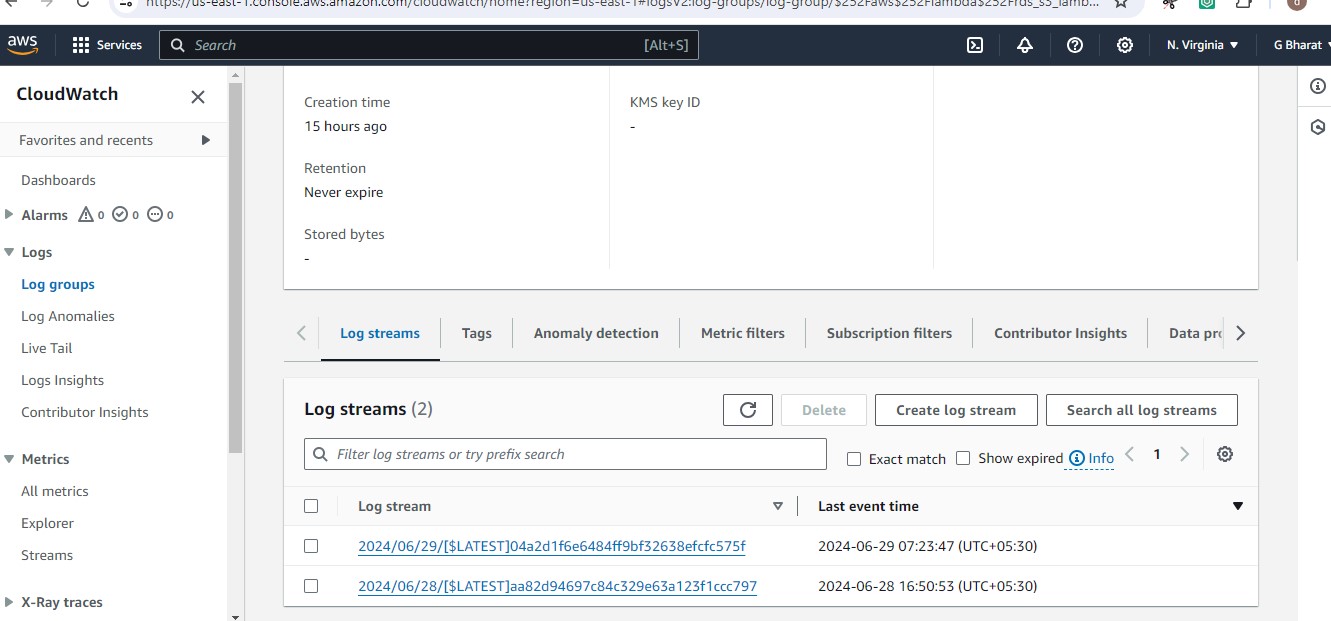 https://us-east-1.console.aws.amazon.com/cloudwatch/home?region=us-east-1#logsV2:log-groups/log-group/$252Faws$252Flambda$252Frds_s3_lamb...
aws Services Search [Alt+S] N. Virginia G Bharat
CloudWatch
Favorites and recents
Dashboards
Alarms 0 0 0
Logs
Log groups
Log Anomalies
Live Tail
Logs Insights
Contributor Insights
Metrics
All metrics
Explorer
Streams
X-Ray traces
Creation time
15 hours ago
Retention
Never expire
Stored bytes
-
KMS key ID
-
Log streams Tags Anomaly detection Metric filters Subscription filters Contributor Insights Data pr
Log streams (2) Delete Create log stream Search all log streams
Filter log streams or try prefix search Exact match Show expired Info 1
Log stream Last event time
2024/06/29/[$LATEST]04a2d1f6e6484ff9bf32638efcfc575f 2024-06-29 07:23:47 (UTC+05:30)
2024/06/28/[$LATEST]aa82d94697c84c329e63a123f1ccc797 2024-06-28 16:50:53 (UTC+05:30)